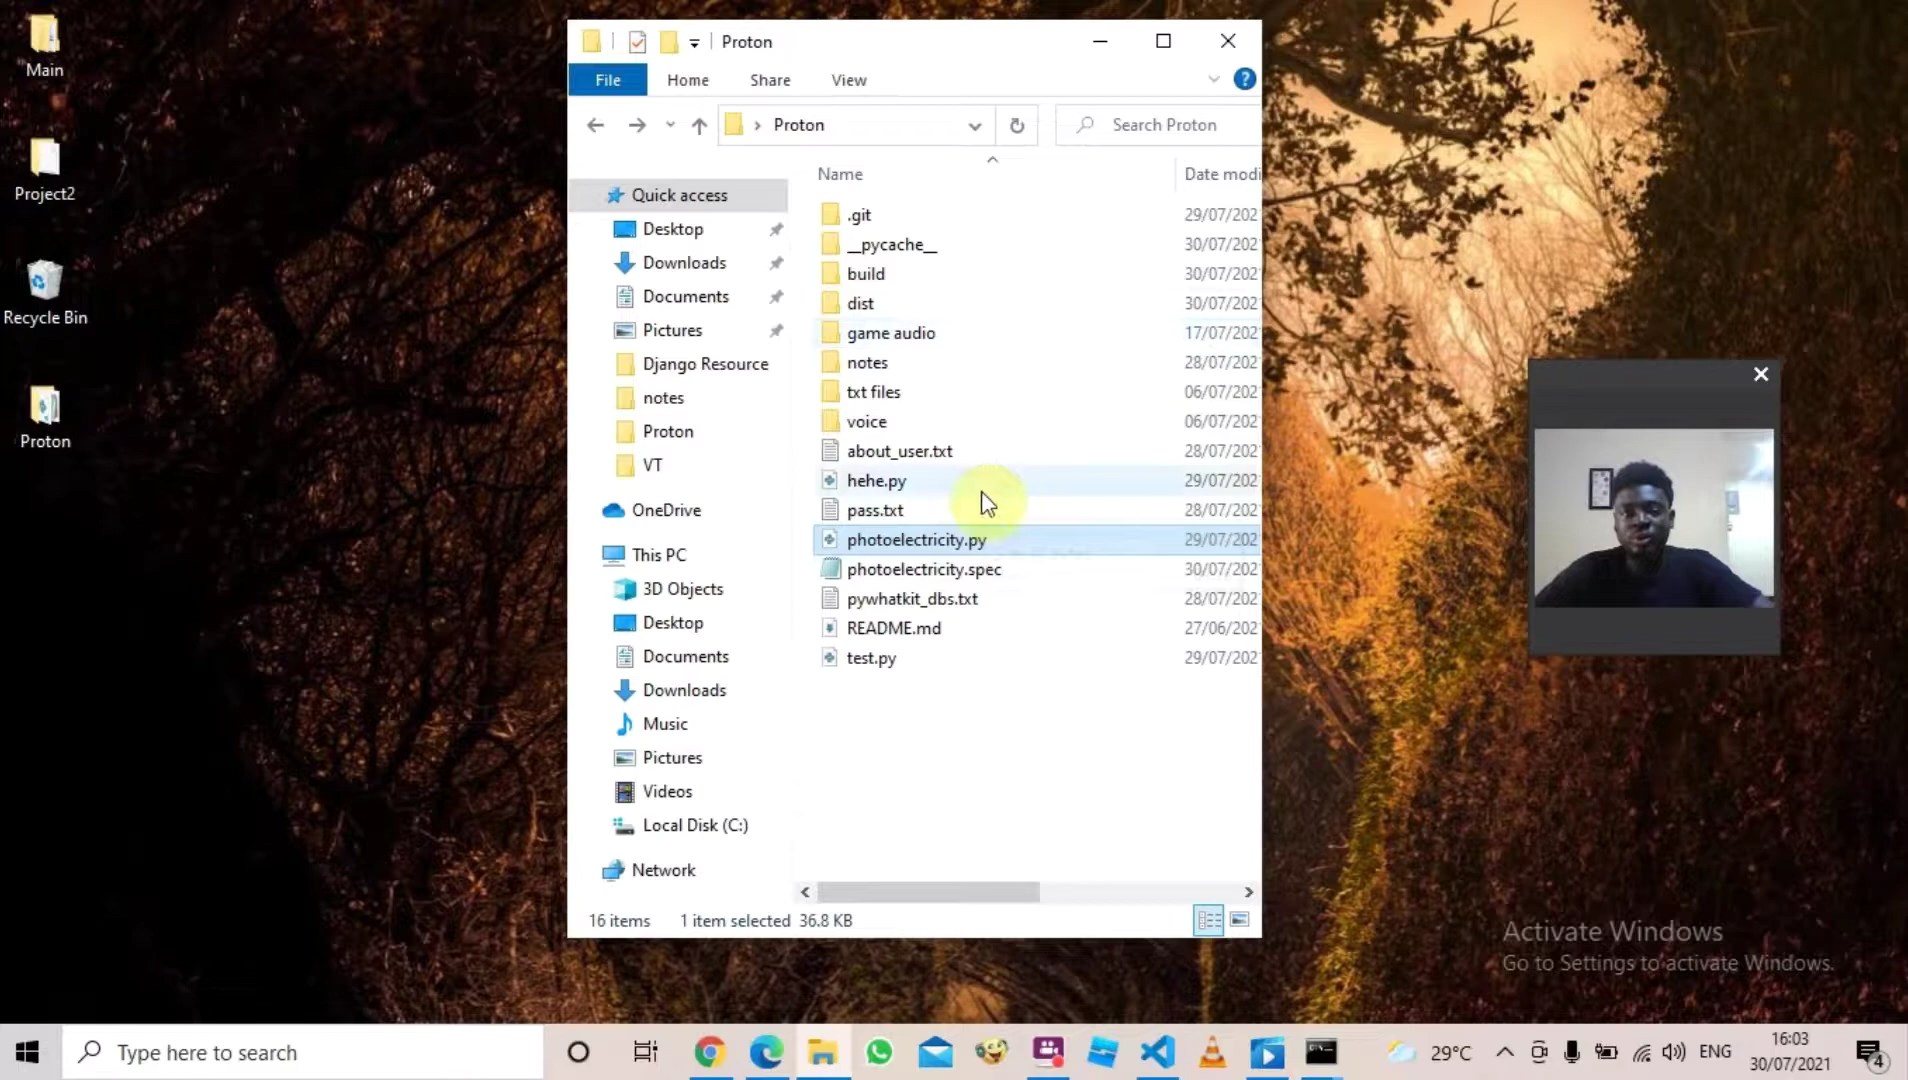 Main
Project2
Recycle Bin
Proton
Proton
File
Home
Share
View
Proton
Search Proton
Name
Date modi
Quick access
Desktop
Downloads
Documents
Pictures
Django Resource
notes
Proton
VT
OneDrive
This PC
3D Objects
Desktop
Documents
Downloads
Music
Pictures
Videos
Local Disk (C:)
Network
.git 29/07/202
__pycache__ 30/07/202
build 30/07/202
dist 30/07/202
game audio 17/07/202
notes 28/07/202
txt files 06/07/202
voice 06/07/202
about_user.txt 28/07/202
hehe.py 29/07/202
pass.txt 28/07/202
photoelectricity.py 29/07/202
photoelectricity.spec 30/07/202
pywhatkit_dbs.txt 28/07/202
README.md 27/06/202
test.py 29/07/202
16 items 1 item selected 36.8 KB
Activate Windows
Go to Settings to activate Windows.
Type here to search
29°C
ENG
16:03
30/07/2021
4